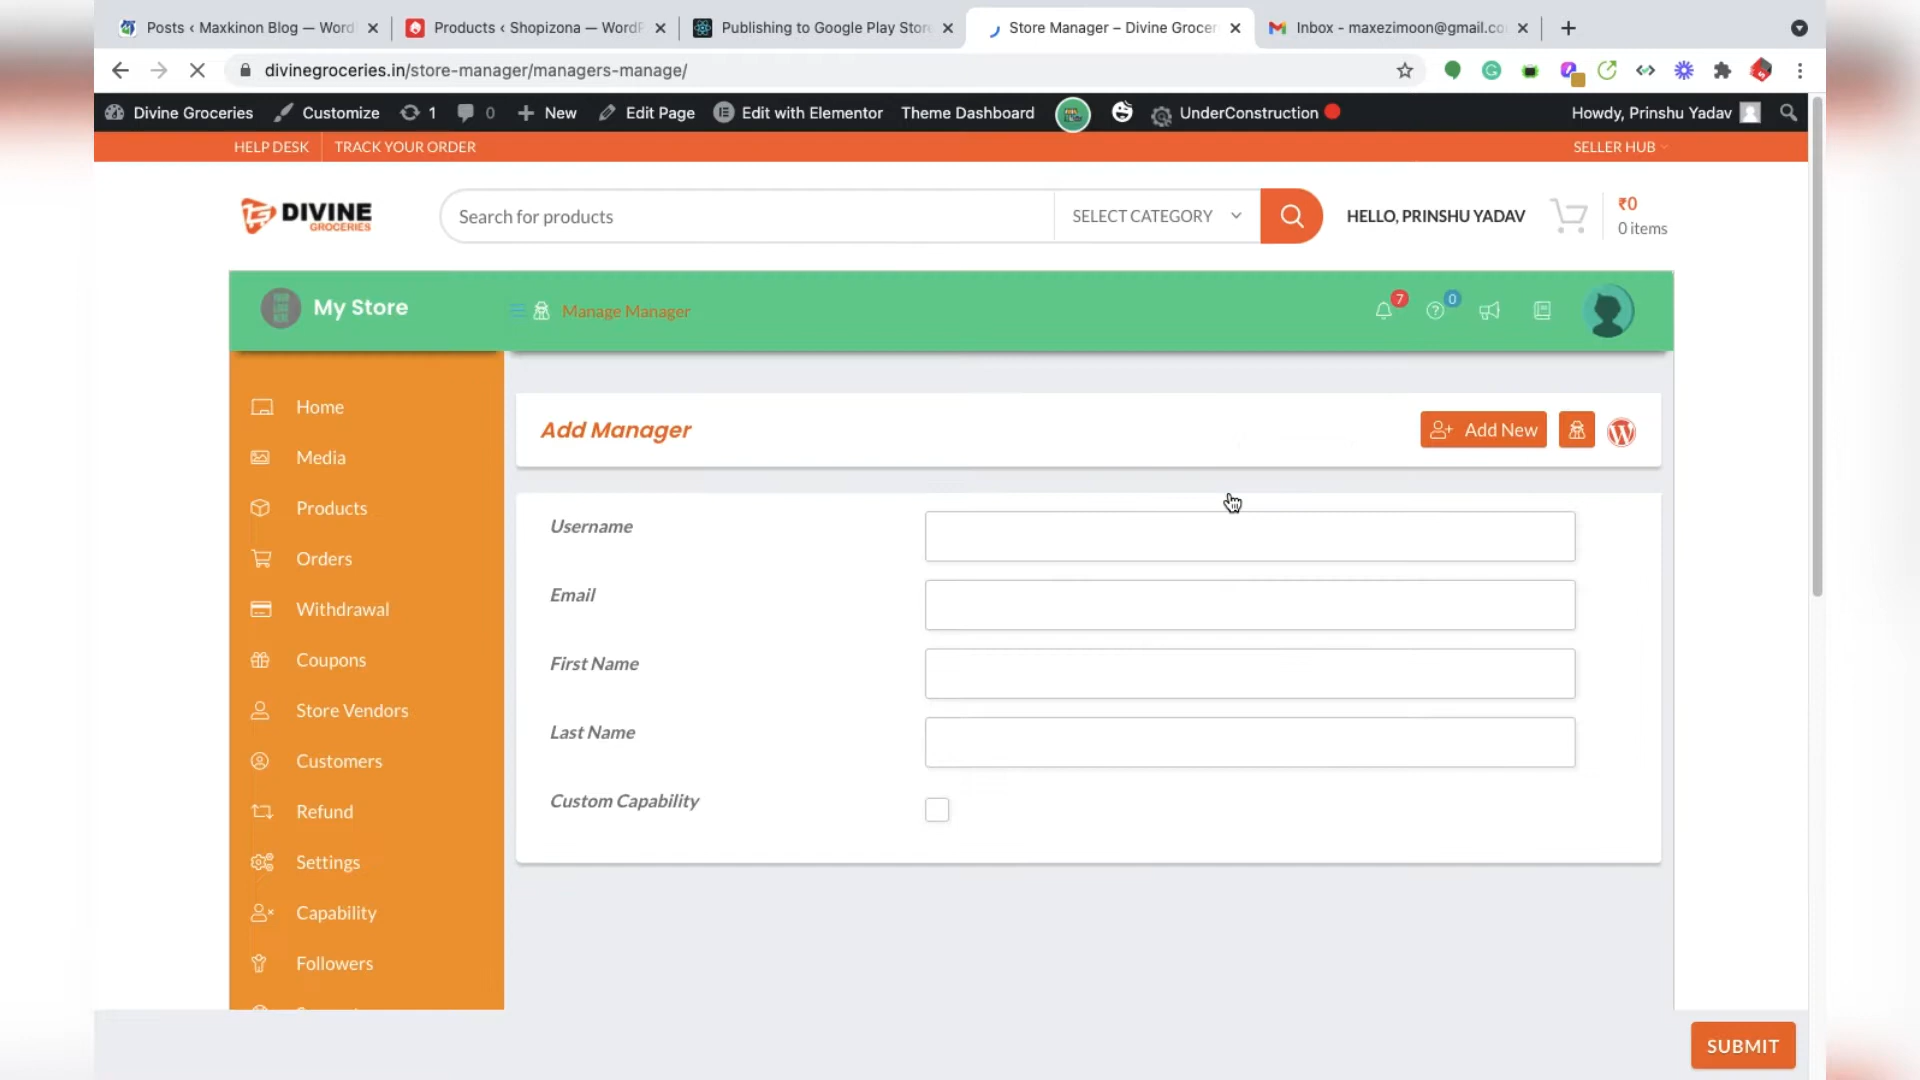 Posts ‹ Maxkinon Blog — Word
Products ‹ Shopizona — WordP
Publishing to Google Play Store
Store Manager – Divine Grocer
Inbox - maxezimoon@gmail.co
divinegroceries.in/store-manager/managers-manage/
Divine Groceries
Customize
1
0
New
Edit Page
Edit with Elementor
Theme Dashboard
UnderConstruction
Howdy, Prinshu Yadav
HELP DESK
TRACK YOUR ORDER
SELLER HUB
DIVINE
GROCERIES
Search for products
SELECT CATEGORY
HELLO, PRINSHU YADAV
₹0
0 items
My Store
Manage Manager
7
0
Home
Media
Products
Orders
Withdrawal
Coupons
Store Vendors
Customers
Refund
Settings
Capability
Followers
Add Manager
Add New
Username
Email
First Name
Last Name
Custom Capability
SUBMIT